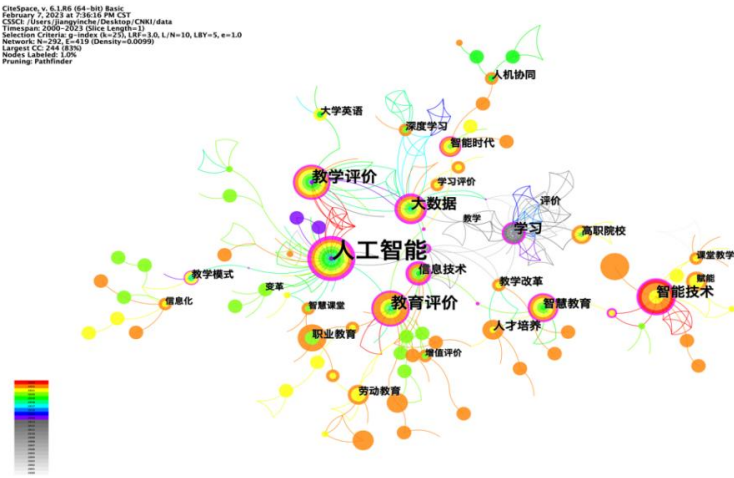 CiteSpace, v. 6.1.R6 (64-bit) Basic
February 7, 2023 at 7:36:16 PM CST
CSSCI: /Users/jiangyinche/Desktop/CNKI/data
Timespan: 2000-2023 (Slice Length=1)
Selection Criteria: g-index (k=25), LRF=3.0, L/N=10, LBY=5, e=1.0
Network: N=292, E=419 (Density=0.0099)
Largest CC: 244 (83%)
Nodes Labeled: 1.0%
Pruning: Pathfinder
人机协同
大学英语
深度学习
智能时代
教学评价
学习评价
大数据
评价
教学
学习
高职院校
人工智能
课堂教学
信息技术
教学模式
教学改革
赋能
变革
智能技术
信息化
智慧课堂
教育评价
智慧教育
职业教育
人才培养
增值评价
劳动教育